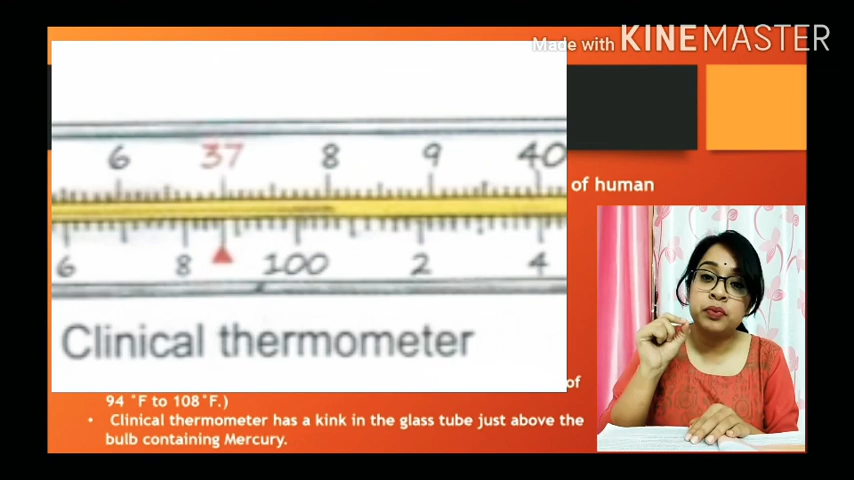 Made with KINEMASTER
6 37 8 9 40
of human
6 8 100 2 4
Clinical thermometer
of
94 °F to 108°F.)
• Clinical thermometer has a kink in the glass tube just above the
bulb containing Mercury.